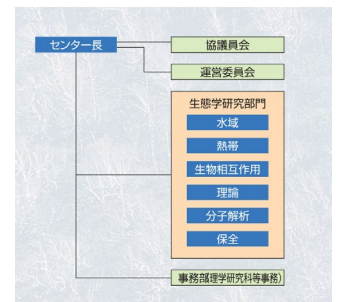 センター長
協議員会
運営委員会
生態学研究部門
水域
熱帯
生物相互作用
理論
分子解析
保全
事務部(理学研究科等事務)